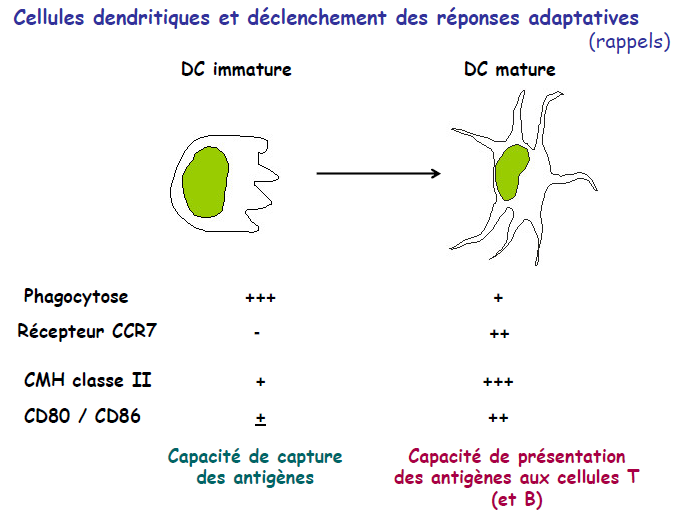 Cellules dendritiques et déclenchement des réponses adaptatives
(rappels)
DC immature DC mature
Phagocytose +++ +
Récepteur CCR7 - ++
CMH classe II + +++
CD80 / CD86 ± ++
Capacité de capture
des antigènes
Capacité de présentation
des antigènes aux cellules T
(et B)